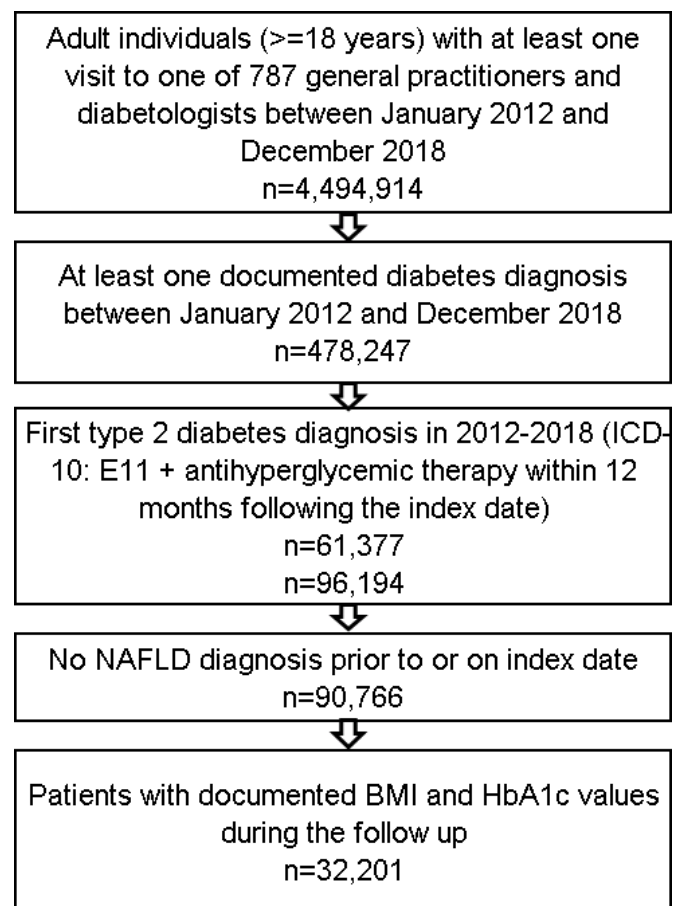 Adult individuals (>=18 years) with at least one
visit to one of 787 general practitioners and
diabetologists between January 2012 and
December 2018
n=4,494,914
At least one documented diabetes diagnosis
between January 2012 and December 2018
n=478,247
First type 2 diabetes diagnosis in 2012-2018 (ICD-
10: E11 + antihyperglycemic therapy within 12
months following the index date)
n=61,377
n=96,194
No NAFLD diagnosis prior to or on index date
n=90,766
Patients with documented BMI and HbA1c values
during the follow up
n=32,201